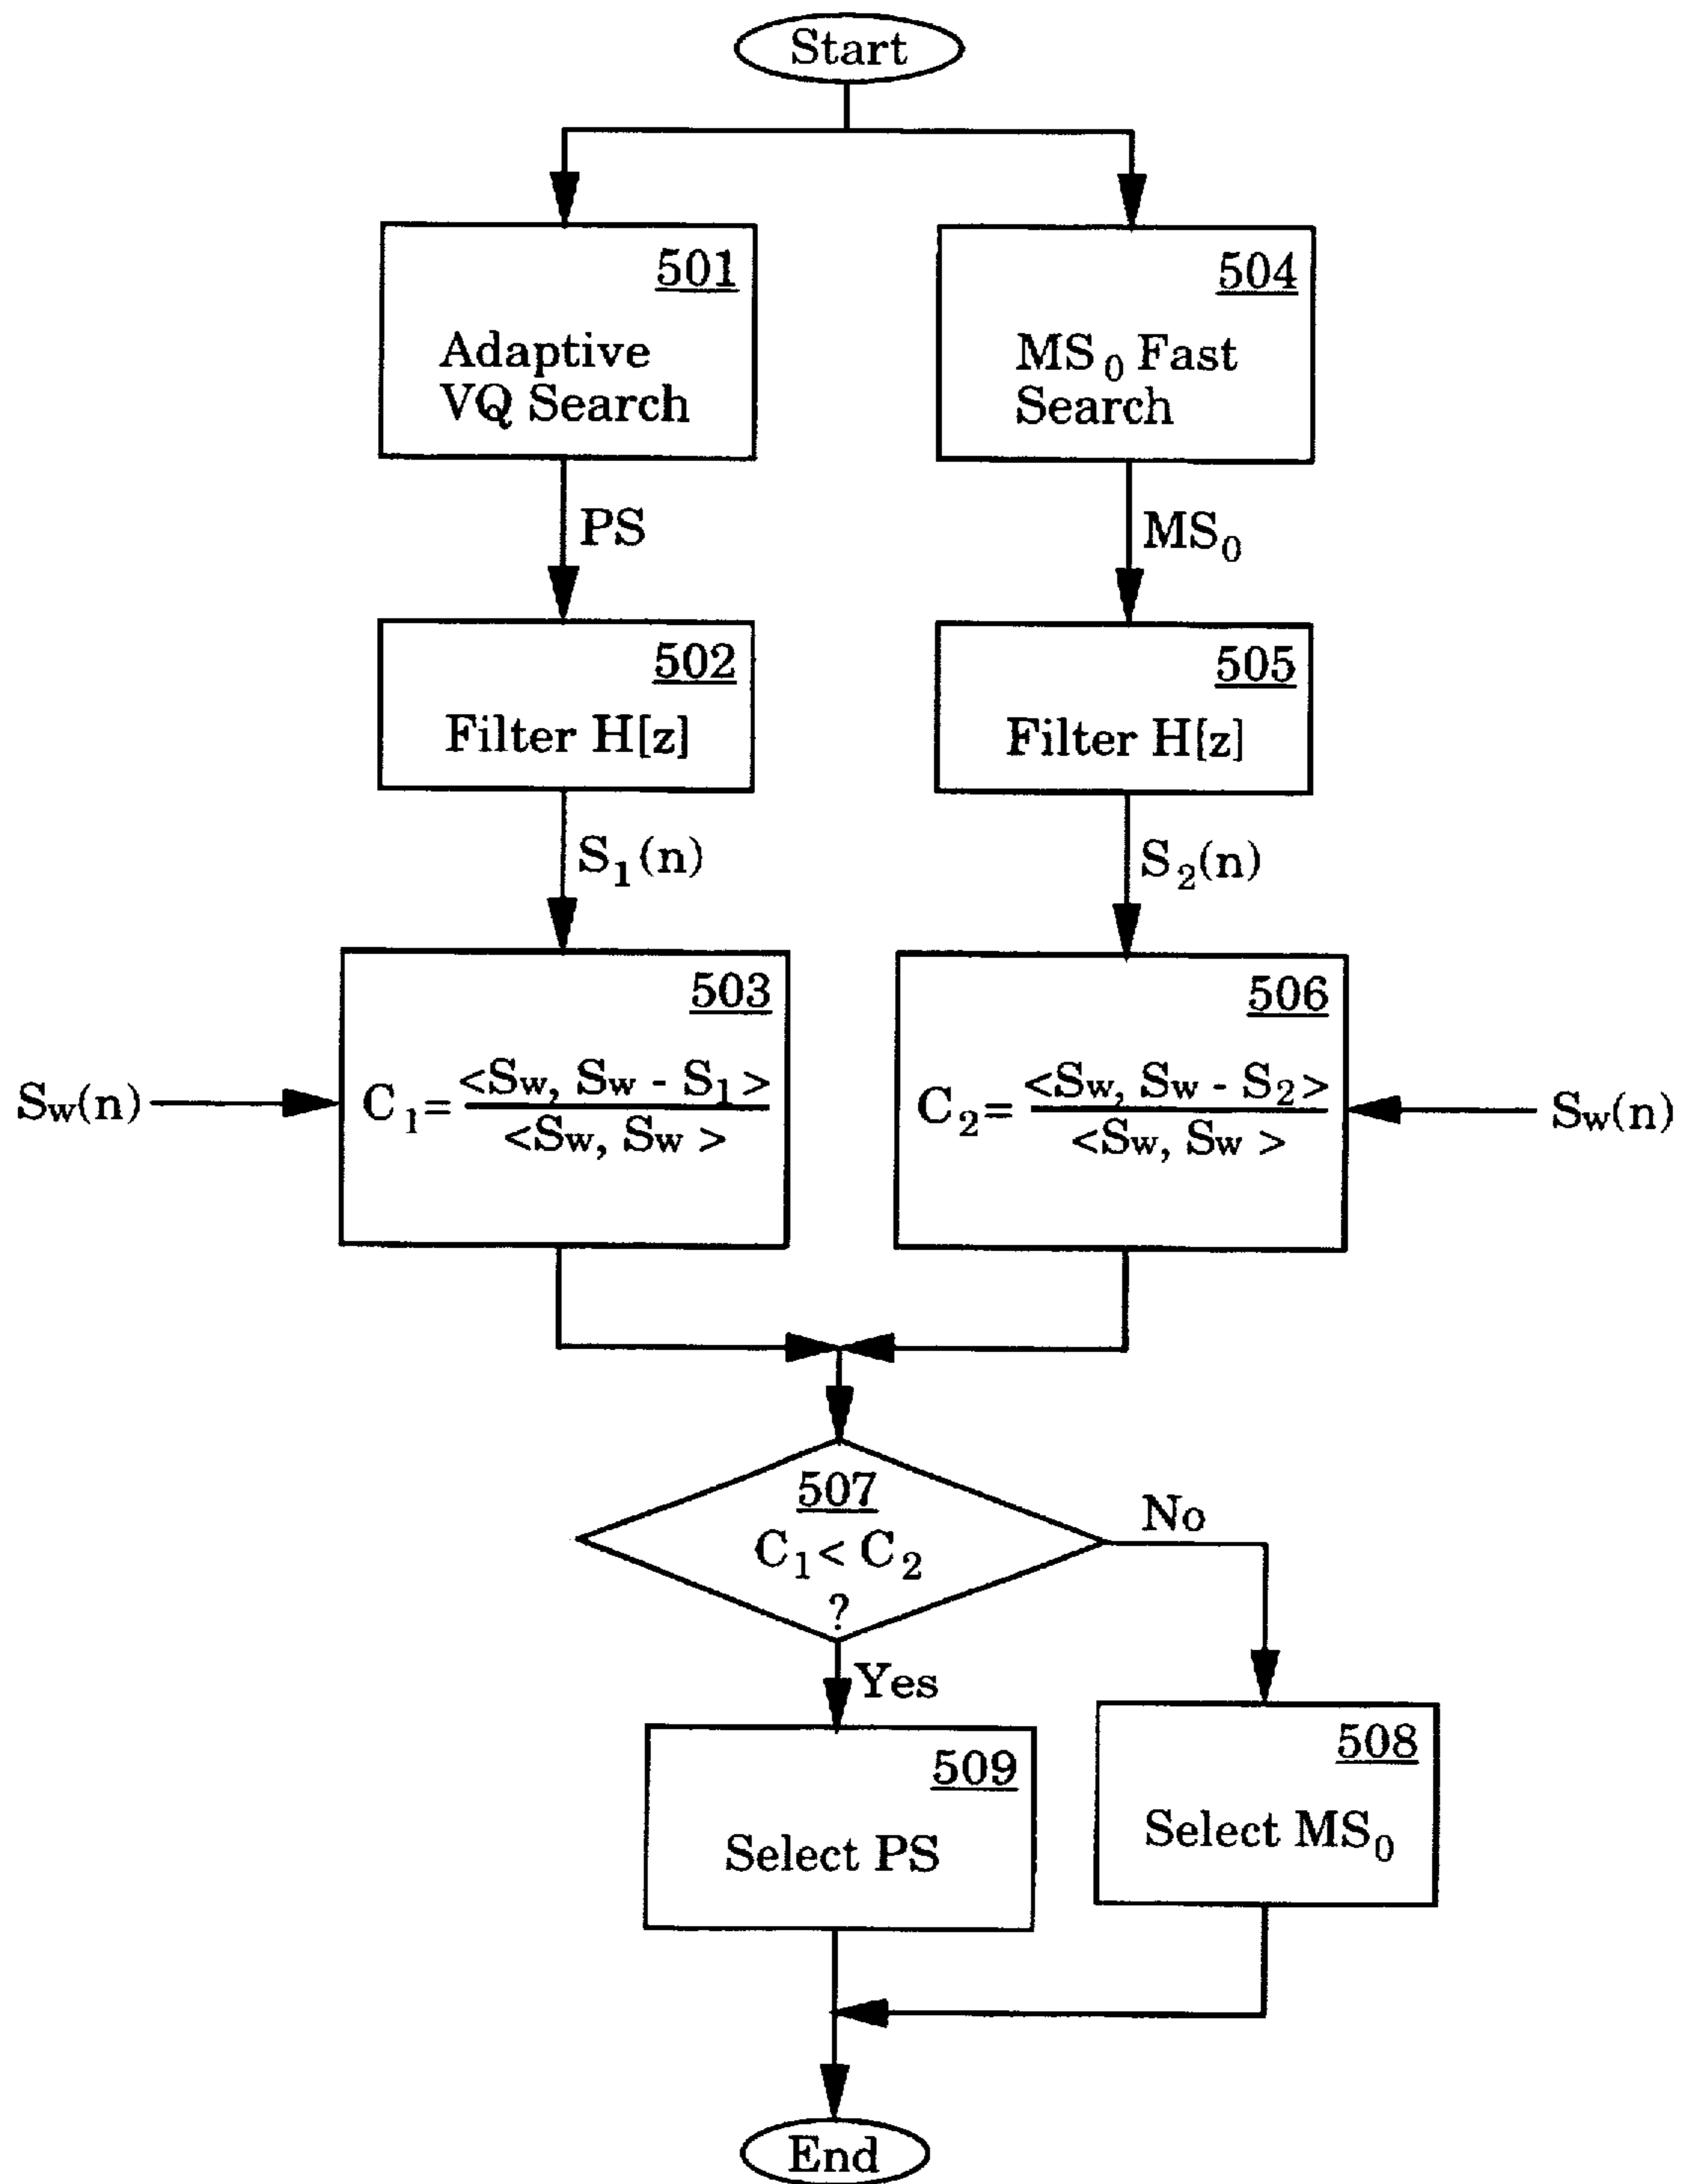 Start
501
Adaptive
VQ Search
504
MS₀ Fast
Search
PS
MS₀
502
Filter H[z]
505
Filter H[z]
S₁(n)
S₂(n)
503
Sw(n)
C₁= <Sw, Sw - S₁>
<Sw, Sw >
506
C₂= <Sw, Sw - S₂>
<Sw, Sw >
Sw(n)
507
C₁< C₂
?
No
Yes
509
Select PS
508
Select MS₀
End